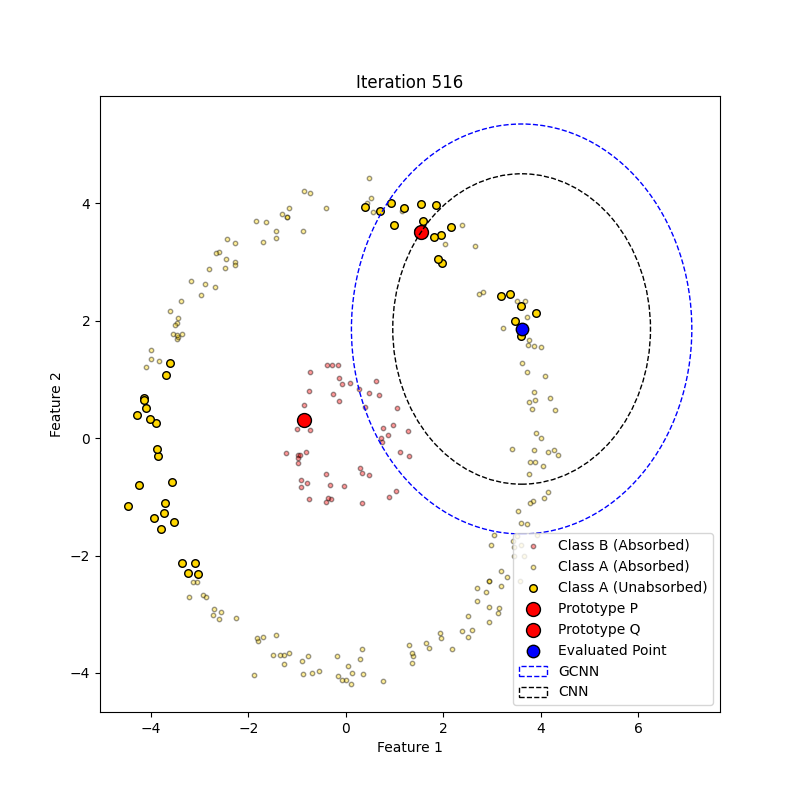 Iteration 516
Feature 2
4
2
0
−2
−4
−4
−2
0
2
4
6
Feature 1
Class B (Absorbed)
Class A (Absorbed)
Class A (Unabsorbed)
Prototype P
Prototype Q
Evaluated Point
GCNN
CNN